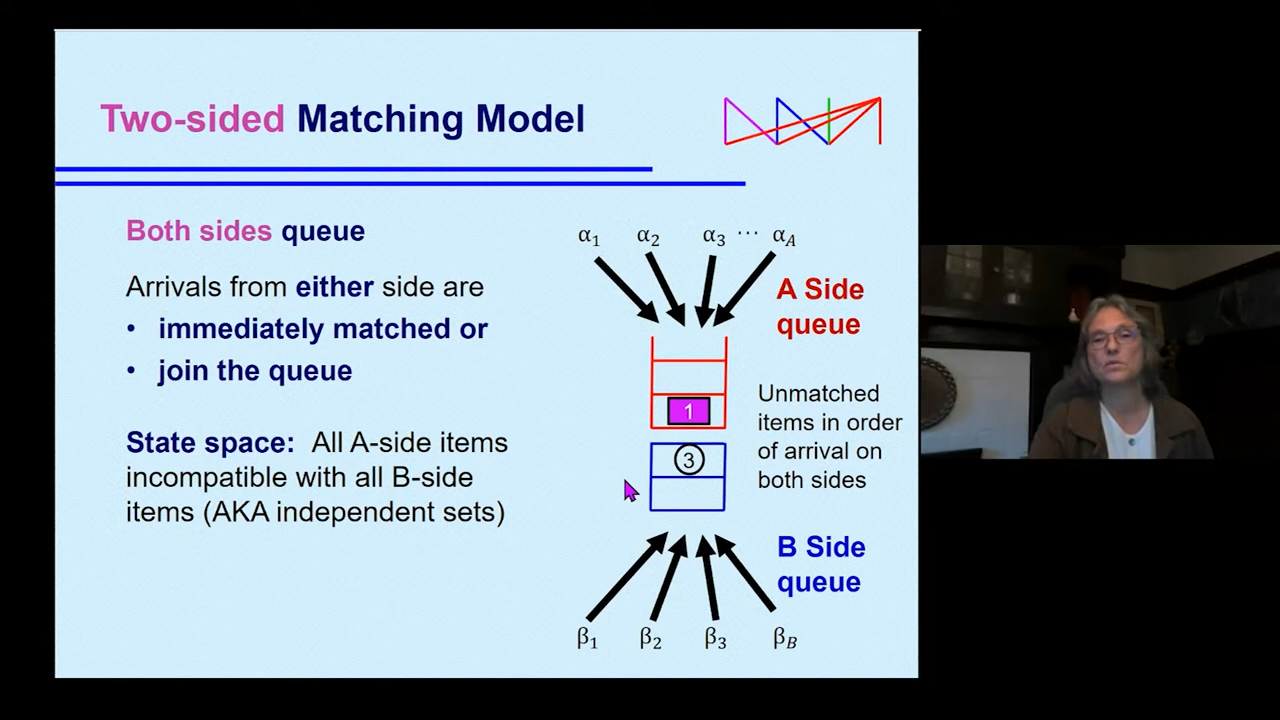 Two-sided Matching Model
Both sides queue
Arrivals from either side are
• immediately matched or
• join the queue
State space: All A-side items
incompatible with all B-side
items (AKA independent sets)
α₁ α₂ α₃ ⋯ α_A
A Side
queue
1
3
Unmatched
items in order
of arrival on
both sides
B Side
queue
β₁ β₂ β₃ β_B